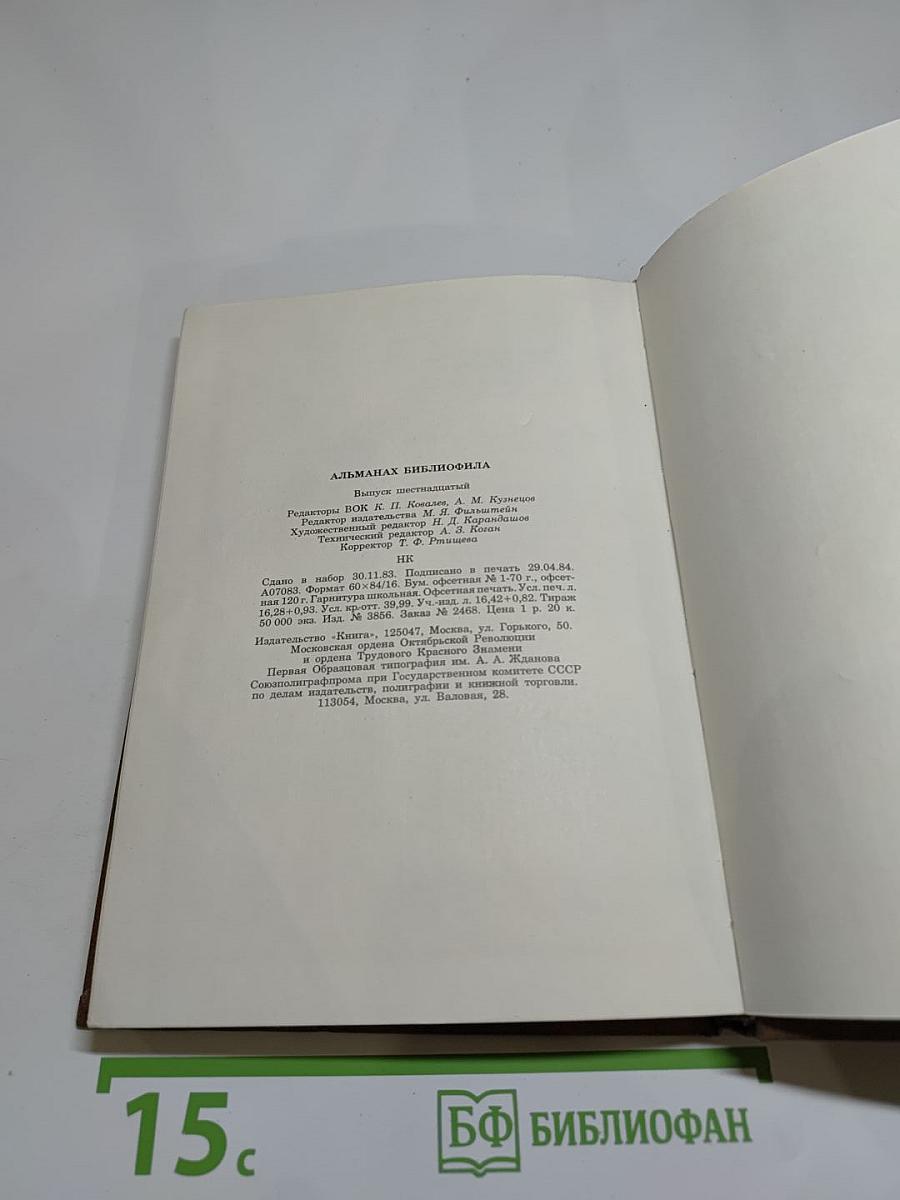 АЛЬМАНАХ БИБЛИОФИЛА
Выпуск шестнадцатый
Редакторы ВОК К. П. Ковалев, А. М. Кузнецов
Редактор издательства М. Я. Фильштейн
Художественный редактор Н. Д. Карандашов
Технический редактор А. З. Коган
Корректор Т. Ф. Ртищева
НК
Сдано в набор 30.11.83. Подписано в печать 29.04.84.
А07083. Формат 60×84/16. Бум. офсетная № 1-70 г., офсет-
ная 120 г. Гарнитура школьная. Офсетная печать. Усл. печ. л.
16,28+0,93. Усл. кр.-отт. 39,99. Уч.-изд. л. 16,42+0,82. Тираж
50 000 экз. Изд. № 3856. Заказ № 2468. Цена 1 р. 20 к.
Издательство «Книга», 125047, Москва, ул. Горького, 50.
Московская ордена Октябрьской Революции
и ордена Трудового Красного Знамени
Первая Образцовая типография им. А. А. Жданова
Союзполиграфпрома при Государственном комитете СССР
по делам издательств, полиграфии и книжной торговли.
113054, Москва, ул. Валовая, 28.
15 с
БФ БИБЛИОФАН